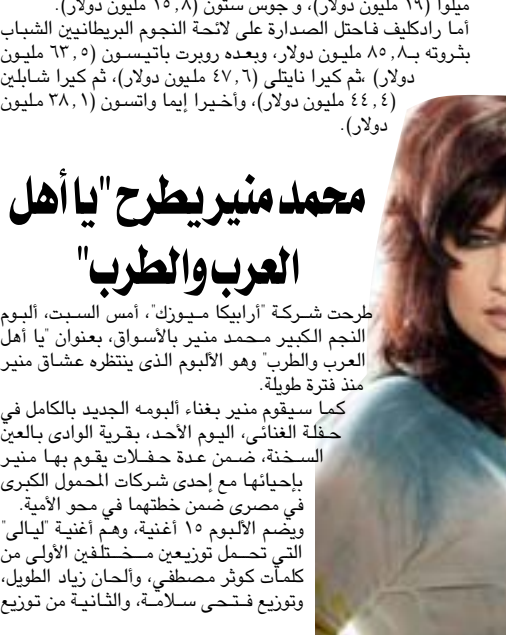 ميلوا (١٩ مليون دولار)، و جوس ستون (١٥,٨ مليون دولار).
أما رادكليف فاحتل الصدارة على لائحة النجوم البريطانيين الشباب
بثروته بـ٨٥,٨ مليون دولار، وبعده روبرت باتيسون (٦٣,٥ مليون
دولار) ،ثم كيرا نايتلى (٤٧,٦ مليون دولار)، ثم كيرا شابلين
(٤٤,٤ مليون دولار)، وأخيرا إيما واتسون (٣٨,١ مليون
دولار).
محمد منير يطرح "يا أهل
العرب والطرب"
طرحت شركة "أرابيكا ميوزك"، أمس السبت، ألبوم
النجم الكبير محمد منير بالأسواق، بعنوان "يا أهل
العرب والطرب" وهو الألبوم الذى ينتظره عشاق منير
منذ فترة طويلة.
كما سيقوم منير بغناء ألبومه الجديد بالكامل في
حفلة الغنائى، اليوم الأحد، بقرية الوادى بالعين
السخنة، ضمن عدة حفلات يقوم بها منير
بإحيائها مع إحدى شركات المحمول الكبرى
في مصرى ضمن خطتهما في محو الأمية.
ويضم الألبوم ١٥ أغنية، وهم أغنية "ليالى"
التي تحمل توزيعين مختلفين الأولى من
كلمات كوثر مصطفي، وألحان زياد الطويل،
وتوزيع فتحى سلامة، والثانية من توزيع